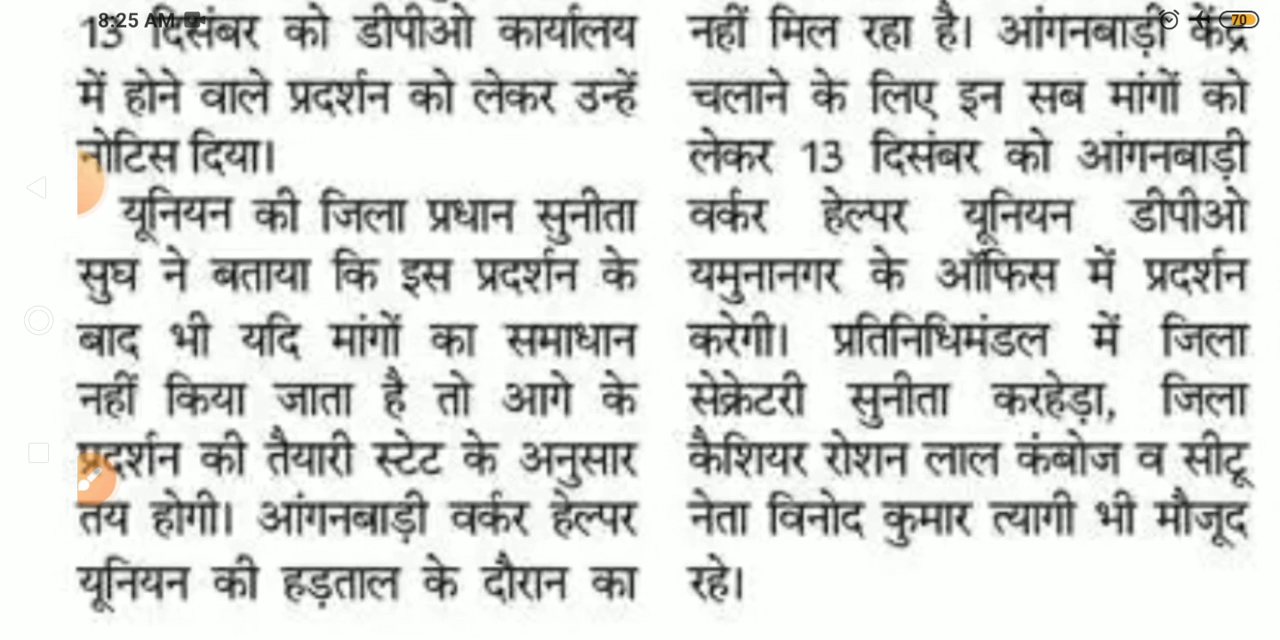 8:25 AM
70
13 दिसंबर को डीपीओ कार्यालय
में होने वाले प्रदर्शन को लेकर उन्हें
नोटिस दिया।
यूनियन की जिला प्रधान सुनीता
सुघ ने बताया कि इस प्रदर्शन के
बाद भी यदि मांगों का समाधान
नहीं किया जाता है तो आगे के
प्रदर्शन की तैयारी स्टेट के अनुसार
तय होगी। आंगनबाड़ी वर्कर हेल्पर
यूनियन की हड़ताल के दौरान का
नहीं मिल रहा है। आंगनबाड़ी केंद्र
चलाने के लिए इन सब मांगों को
लेकर 13 दिसंबर को आंगनबाड़ी
वर्कर हेल्पर यूनियन डीपीओ
यमुनानगर के ऑफिस में प्रदर्शन
करेगी। प्रतिनिधिमंडल में जिला
सेक्रेटरी सुनीता करहेड़ा, जिला
कैशियर रोशन लाल कंबोज व सीटू
नेता विनोद कुमार त्यागी भी मौजूद
रहे।